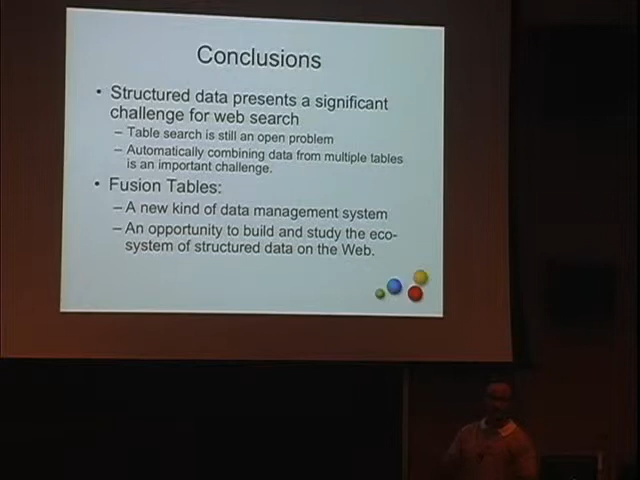 Conclusions
• Structured data presents a significant
challenge for web search
– Table search is still an open problem
– Automatically combining data from multiple tables
is an important challenge.
• Fusion Tables:
– A new kind of data management system
– An opportunity to build and study the eco-
system of structured data on the Web.